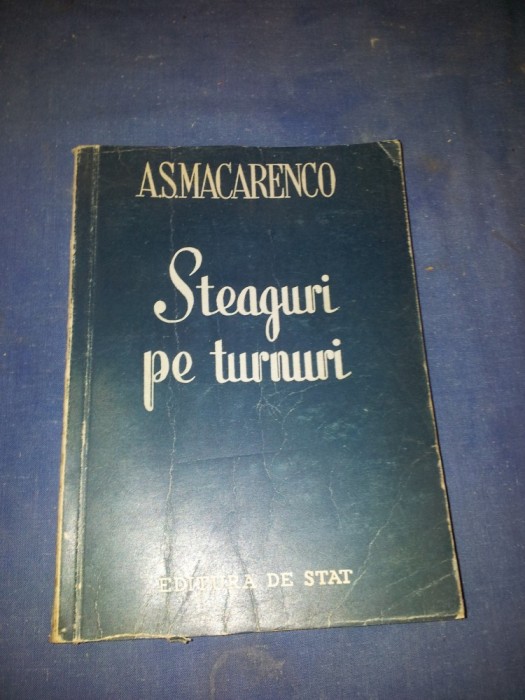 A.S.MACARENCO
Steaguri
pe turnuri
EDITURA DE STAT